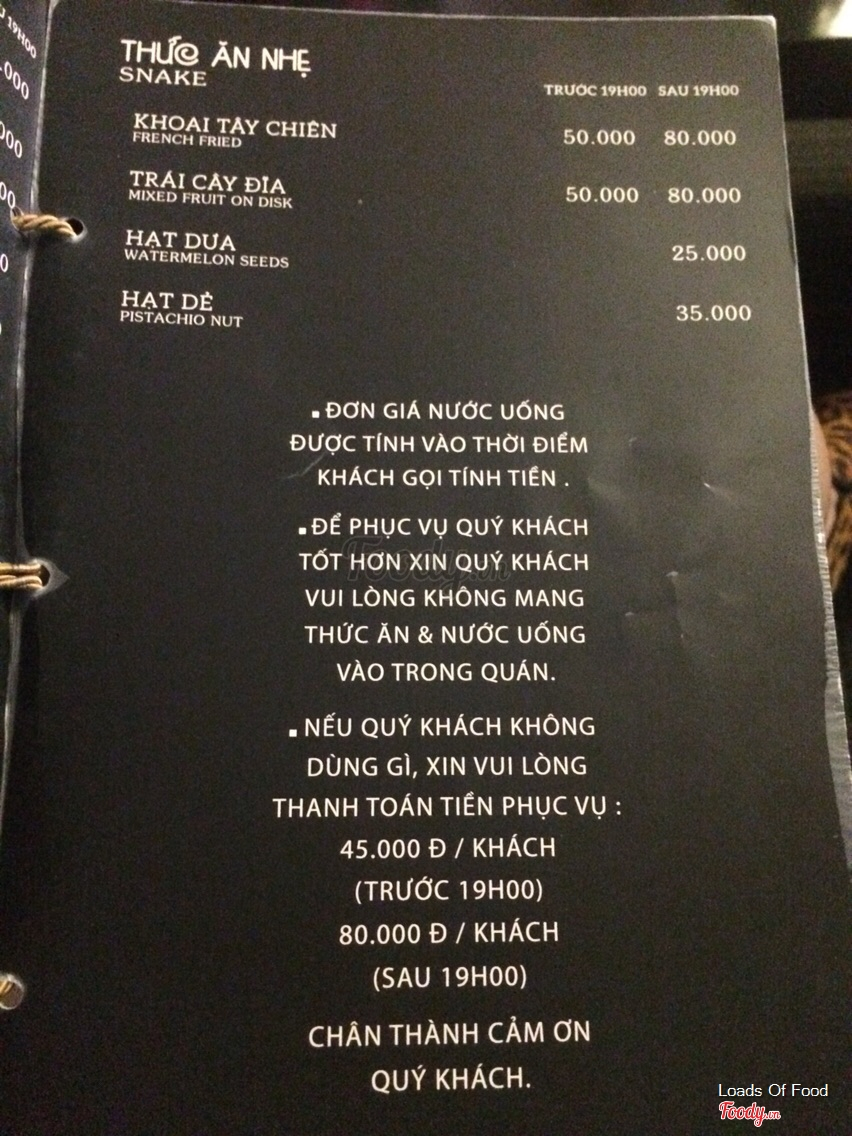 THỨC ĂN NHẸ
SNAKE
TRƯỚC 19H00 SAU 19H00
KHOAI TÂY CHIÊN 50.000 80.000
FRENCH FRIED
TRÁI CÂY ĐĨA 50.000 80.000
MIXED FRUIT ON DISK
HẠT DƯA 25.000
WATERMELON SEEDS
HẠT DẺ 35.000
PISTACHIO NUT
▪ĐƠN GIÁ NƯỚC UỐNG
ĐƯỢC TÍNH VÀO THỜI ĐIỂM
KHÁCH GỌI TÍNH TIỀN .
▪ĐỂ PHỤC VỤ QUÝ KHÁCH
TỐT HƠN XIN QUÝ KHÁCH
VUI LÒNG KHÔNG MANG
THỨC ĂN & NƯỚC UỐNG
VÀO TRONG QUÁN.
▪NẾU QUÝ KHÁCH KHÔNG
DÙNG GÌ, XIN VUI LÒNG
THANH TOÁN TIỀN PHỤC VỤ :
45.000 Đ / KHÁCH
(TRƯỚC 19H00)
80.000 Đ / KHÁCH
(SAU 19H00)
CHÂN THÀNH CẢM ƠN
QUÝ KHÁCH.
Foody.vn
Loads Of Food
Foody.vn